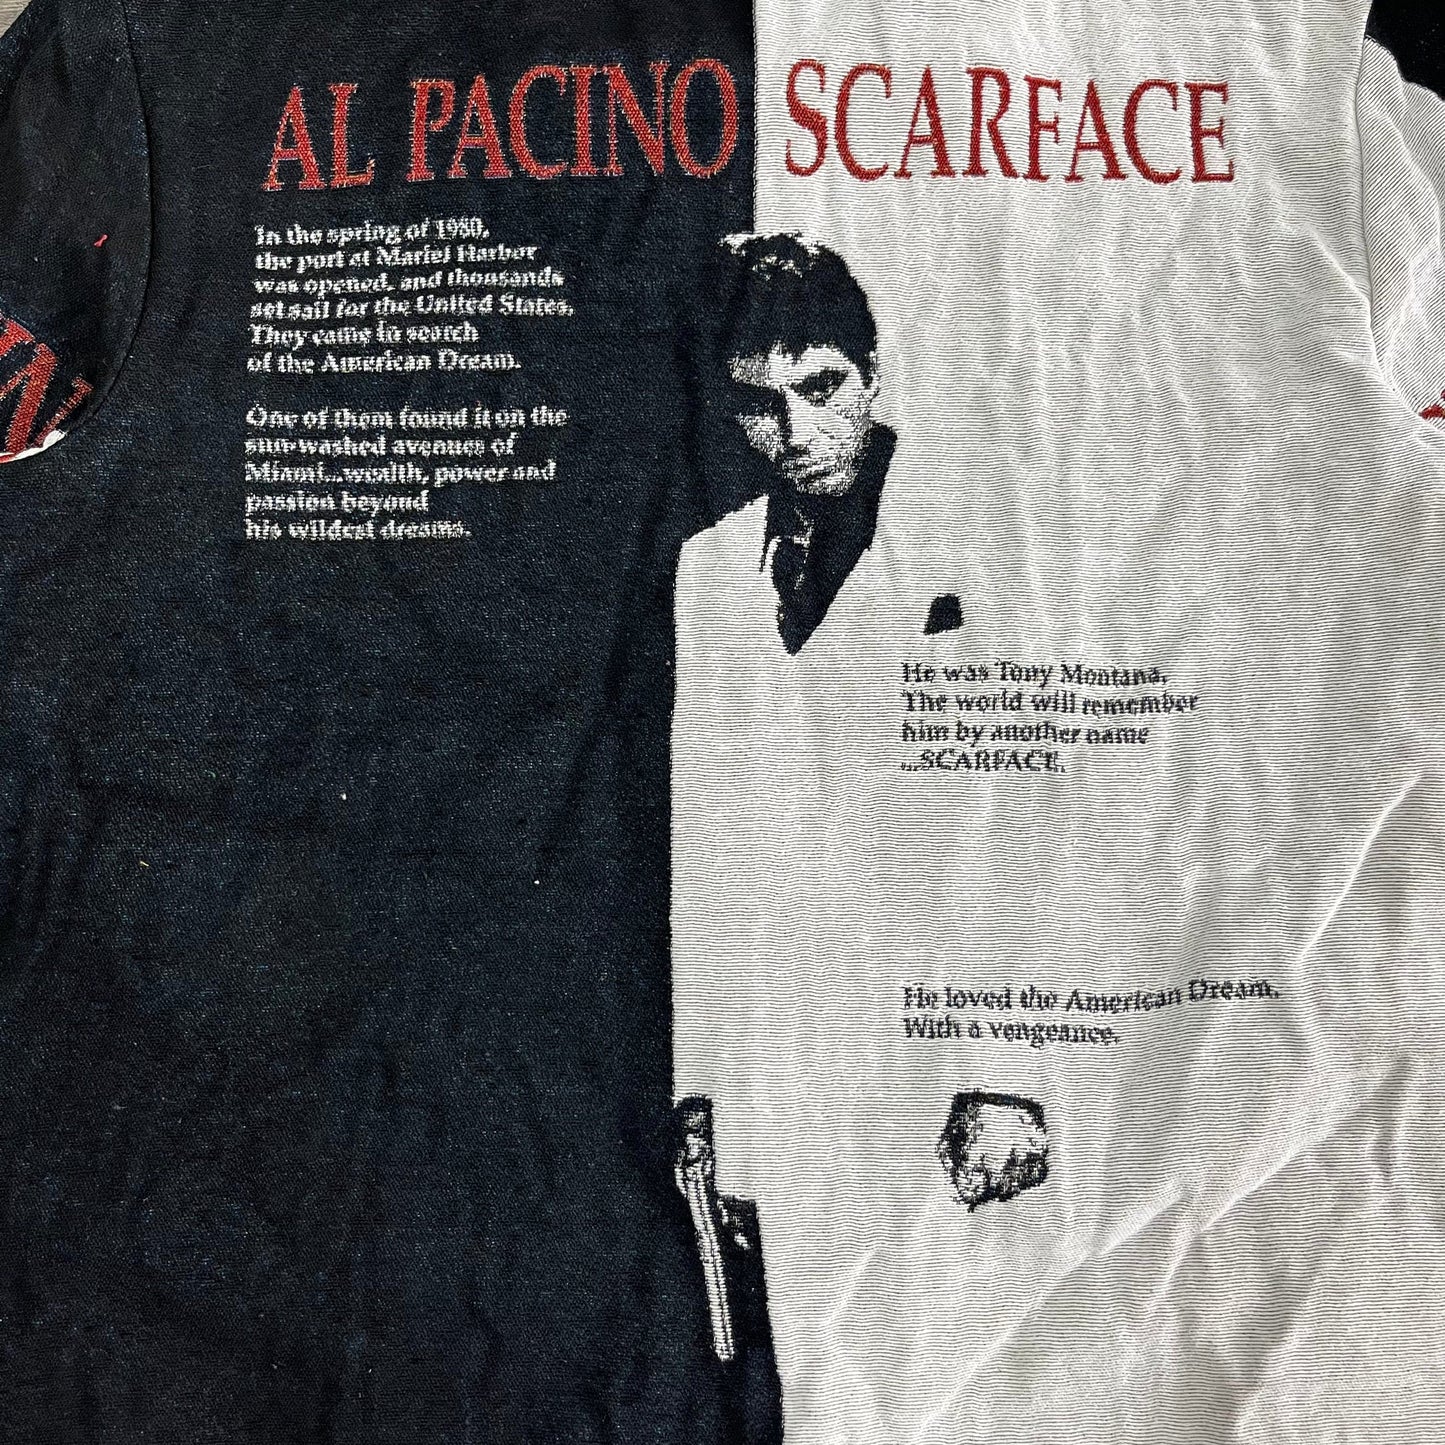 AL PACINO SCARFACE
In the spring of 1980,
the port at Mariel Harbor
was opened, and thousands
set sail for the United States.
They came in search
of the American Dream.
One of them found it on the
sun-washed avenues of
Miami...wealth, power and
passion beyond
his wildest dreams.
He was Tony Montana.
The world will remember
him by another name
...SCARFACE.
He loved the American Dream.
With a vengeance.